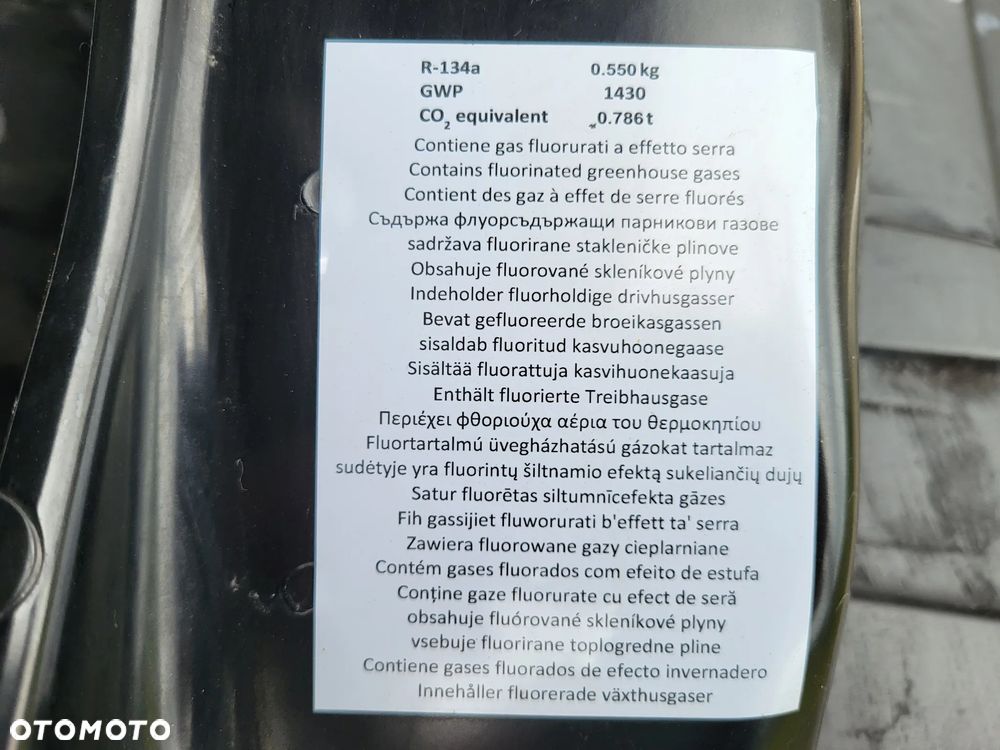 R-134a 0.550 kg
GWP 1430
CO₂ equivalent 0.786 t
Contiene gas fluorurati a effetto serra
Contains fluorinated greenhouse gases
Contient des gaz à effet de serre fluorés
Съдържа флуорсъдържащи парникови газове
sadržava fluorirane stakleničke plinove
Obsahuje fluorované skleníkové plyny
Indeholder fluorholdige drivhusgasser
Bevat gefluoreerde broeikasgassen
sisaldab fluoritud kasvuhoonegaase
Sisältää fluorattuja kasvihuonekaasuja
Enthält fluorierte Treibhausgase
Περιέχει φθοριούχα αέρια του θερμοκηπίου
Fluortartalmú üvegházhatású gázokat tartalmaz
sudėtyje yra fluorintų šiltnamio efektą sukeliančių dujų
Satur fluorētas siltumnīcefekta gāzes
Fih gassijiet fluworurati b'effett ta' serra
Zawiera fluorowane gazy cieplarniane
Contém gases fluorados com efeito de estufa
Conține gaze fluorurate cu efect de seră
obsahuje fluórované skleníkové plyny
vsebuje fluorirane toplogredne pline
Contiene gases fluorados de efecto invernadero
Innehåller fluorerade växthusgaser
OTOMOTO